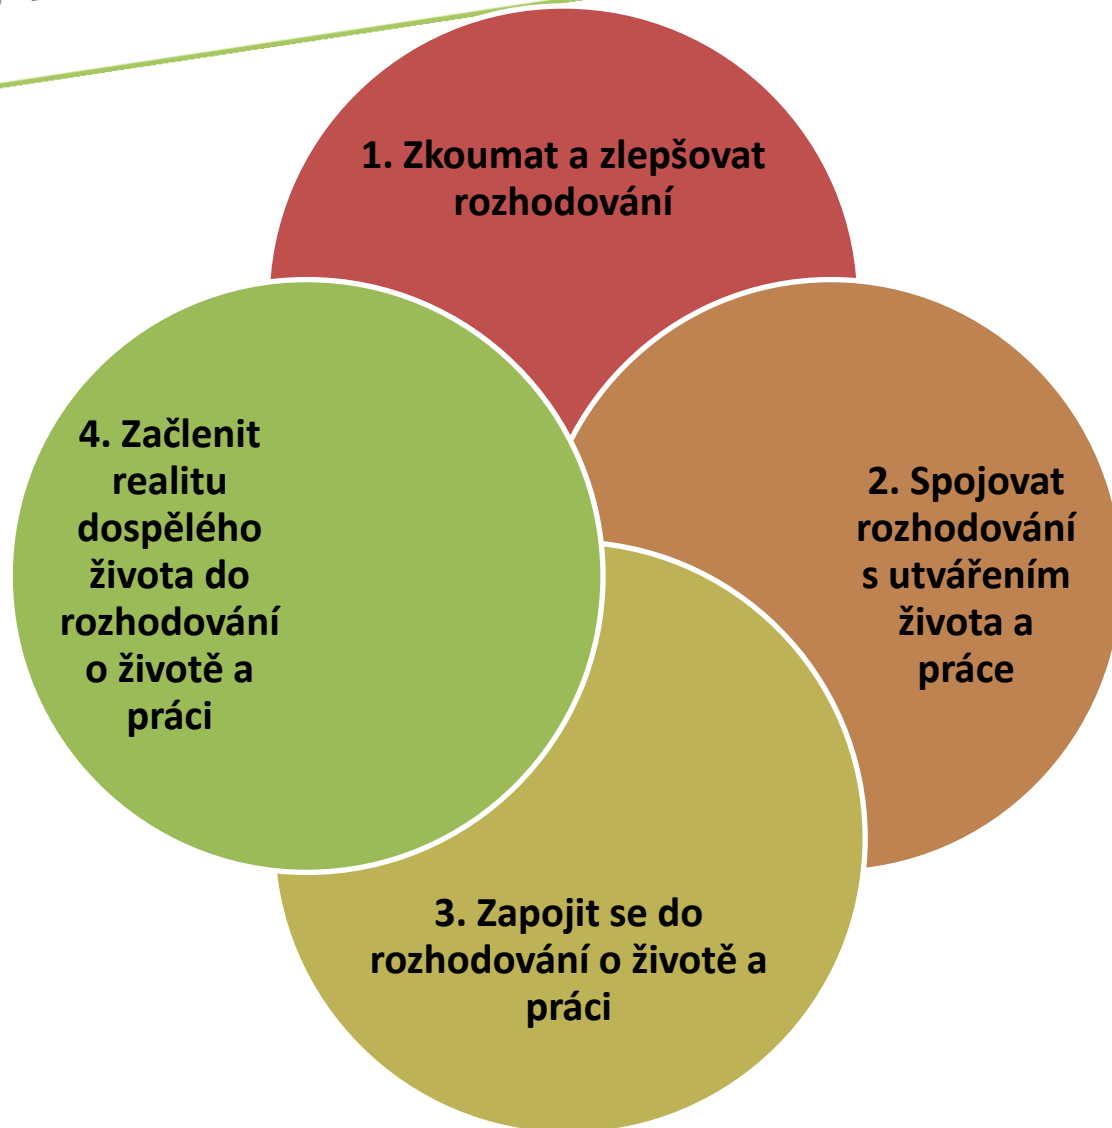 1. Zkoumat a zlepšovat
rozhodování
2. Spojovat
rozhodování
s utvářením
života a
práce
3. Zapojit se do
rozhodování o životě a
práci
4. Začlenit
realitu
dospělého
života do
rozhodování
o životě a
práci